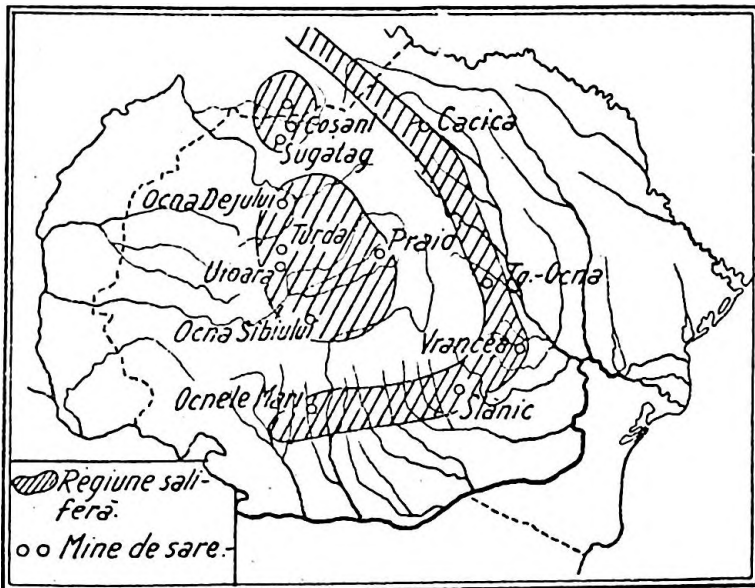 Coșani
Sugatag
Cacica
Ocna Dejului
Turda
Praid
Uioara
Tg.-Ocna
Ocna Sibiului
Vrancea
Ocnele Mari
Slănic
Regiune sali-
feră.
Mine de sare.-